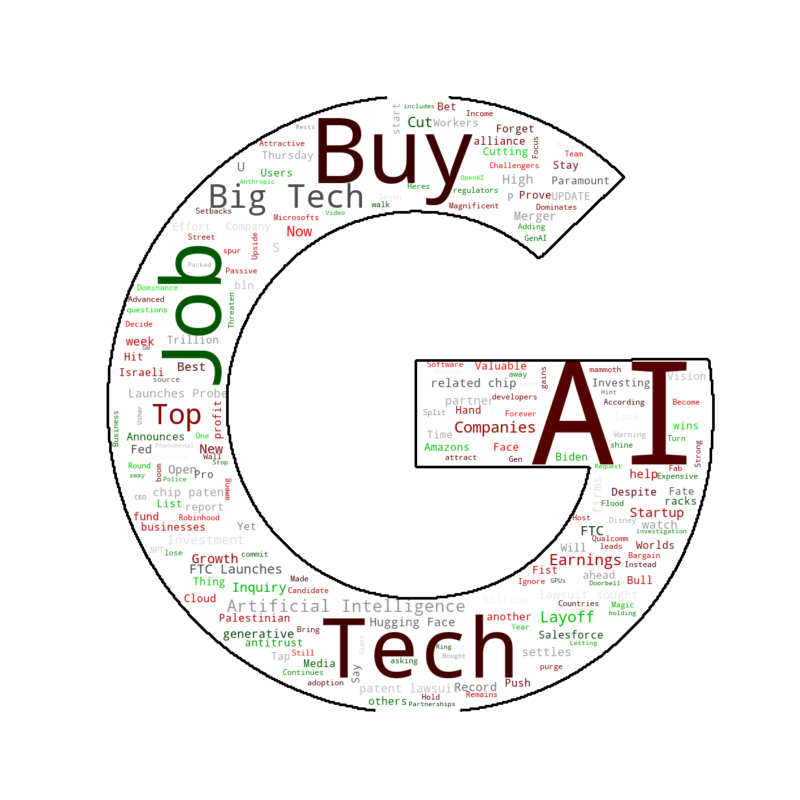 includes Bet
Income
start
Cut Workers
Rests
Buy
Forget
Focus
Attractive
alliance
Thursday
Cutting
Team
U
Users
Challengers
Stay
Anthropic
OpenAI
High
Paramount
Heres
regulators
Big Tech
Seven
walk
P
Prove UPDATE
Setbacks
Video
Magnificent
Dominates
Microsofts
Merger
Effort
Company
Now
Adding
Street
GenAI
Upside
S
spur
Job
Packed
Passive
bln
Dominance
Advanced
questions
Threaten
Decide
week
GM
Trillion
Hit
Best
Israeli
source
Launches Probe
Software
Valuable
away
gains
AI
mammoth
Vision
related chip
Investing
Hint
partner
developers
According
Become
Split
Hand
Forever
look
Companies
wins
Time
Warning
Turn
Amazons
Face
shine
Strong
attract
Gen
Biden
Top
Usher
profit
Business
Announces
One
Fed
Phenomenal
New
Wall
Round
Stop
boom
Open
Pro
sway
Police
CEO
chip patent
among
List
report
fund
Robinhood
businesses
Yet
Investment
RPT
lose
commit
Growth
FTC Launches
Thing
Made
Inquiry
Candidate
Cloud
Request
help
Fab
Expensive
firms
Despite
Fate
Flood
racks
Host
Disney
Startup
watch
FTC
investigation
Qualcomm
leads
Worlds
Will
Bargain
Earnings
Instead
Fist
ahead
Bull
Ignore
GPUs
Doorbell
lawsuit sought
Billion
Countries
Magic
holding
Artificial Intelligence
another
Layoff
Palestinian
Hugging Face
Year
Bring
Tech
generative
Salesforce
antitrust
Still
Giant
Ring
Letting
Tap
Media
asking
Bought
settles
Continues
Say
purge
adoption
patent lawsuit
Record
Push
Hold
Remains
others
Partnerships